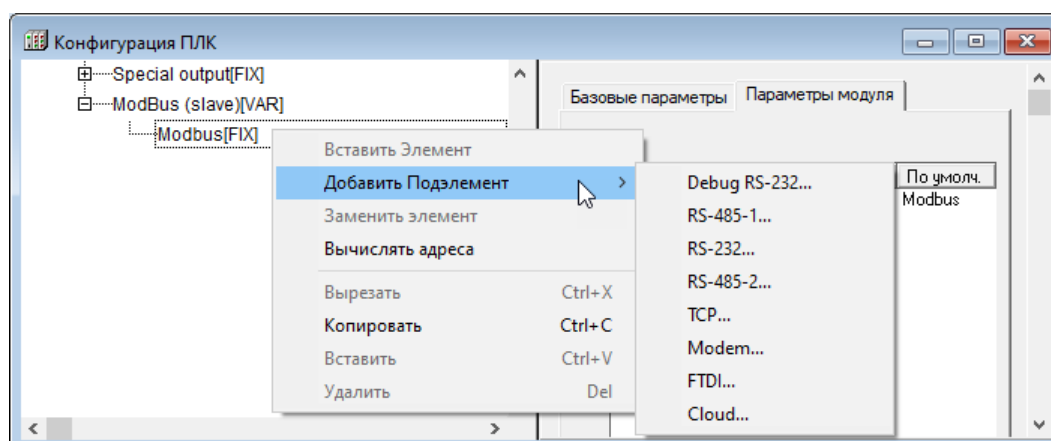 Конфигурация ПЛК
Special output[FIX]
ModBus (slave)[VAR]
Modbus[FIX]
Базовые параметры
Параметры модуля
По умолч.
Modbus
Вставить Элемент
Добавить Подэлемент
Заменить элемент
Вычислять адреса
Вырезать Ctrl+X
Копировать Ctrl+C
Вставить Ctrl+V
Удалить Del
Debug RS-232...
RS-485-1...
RS-232...
RS-485-2...
TCP...
Modem...
FTDI...
Cloud...